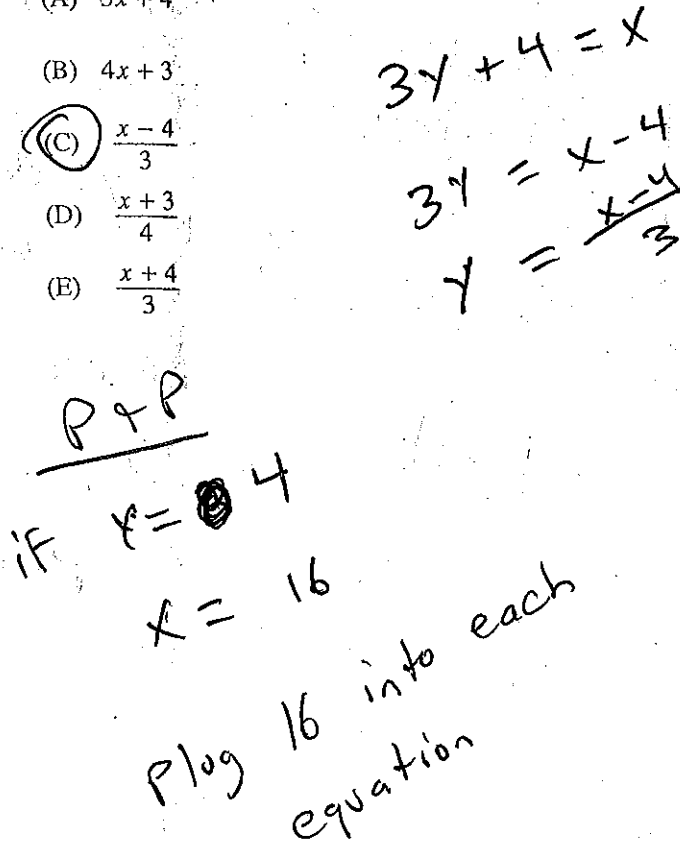 (A) 3x + 4
(B) 4x + 3
(C) x – 4 / 3
(D) x + 3 / 4
(E) x + 4 / 3
3y + 4 = x
3y = x - 4
y = x-4 / 3
P + P
if y = 4
x = 16
plug 16 into each
equation